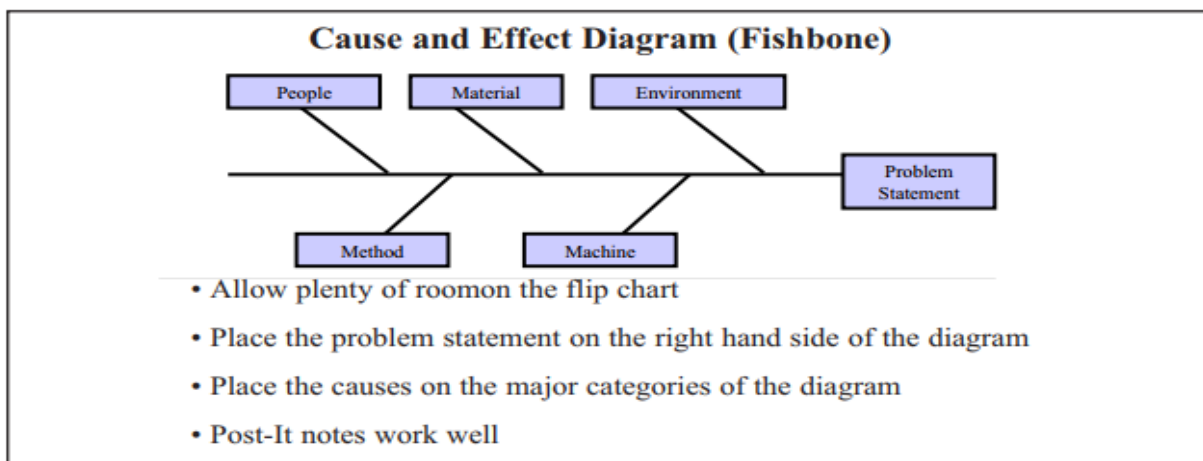 Cause and Effect Diagram (Fishbone)
People
Material
Environment
Problem
Statement
Method
Machine
• Allow plenty of roomon the flip chart
• Place the problem statement on the right hand side of the diagram
• Place the causes on the major categories of the diagram
• Post-It notes work well